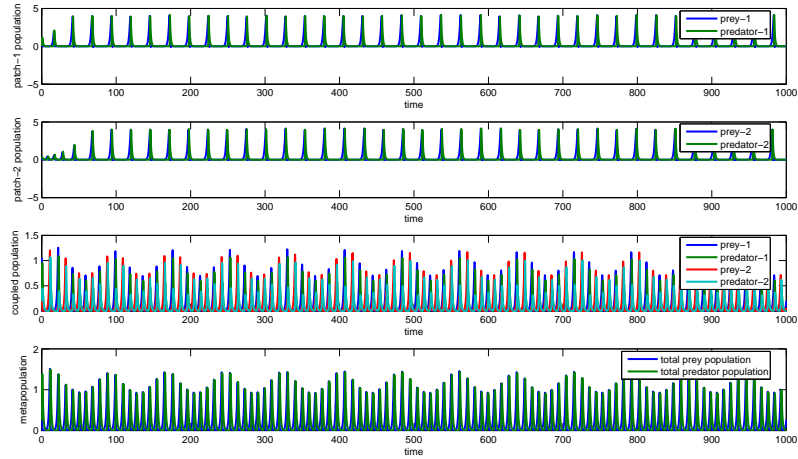 patch−1 population
5
0
−5
0 100 200 300 400 500 600 700 800 900 1000
time
prey−1
predator−1
patch−2 population
5
0
−5
0 100 200 300 400 500 600 700 800 900 1000
time
prey−2
predator−2
coupled population
1.5
1
0.5
0
0 100 200 300 400 500 600 700 800 900 1000
time
prey−1
predator−1
prey−2
predator−2
metapopulation
2
1
0
0 100 200 300 400 500 600 700 800 900 1000
time
total prey population
total predator population